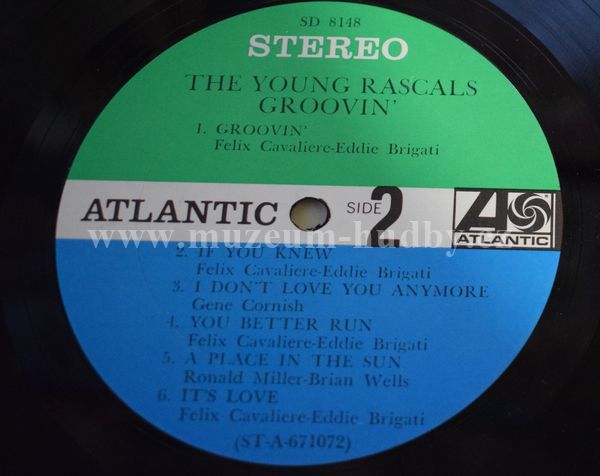 SD 8148
STEREO
THE YOUNG RASCALS
GROOVIN'
1. GROOVIN'
Felix Cavaliere-Eddie Brigati
ATLANTIC SIDE 2 ATLANTIC
www.muzeum-hudby.
2. IF YOU KNEW
Felix Cavaliere-Eddie Brigati
3. I DON'T LOVE YOU ANYMORE
Gene Cornish
4. YOU BETTER RUN
Felix Cavaliere-Eddie Brigati
5. A PLACE IN THE SUN
Ronald Miller-Brian Wells
6. IT'S LOVE
Felix Cavaliere-Eddie Brigati
(ST-A-671072)